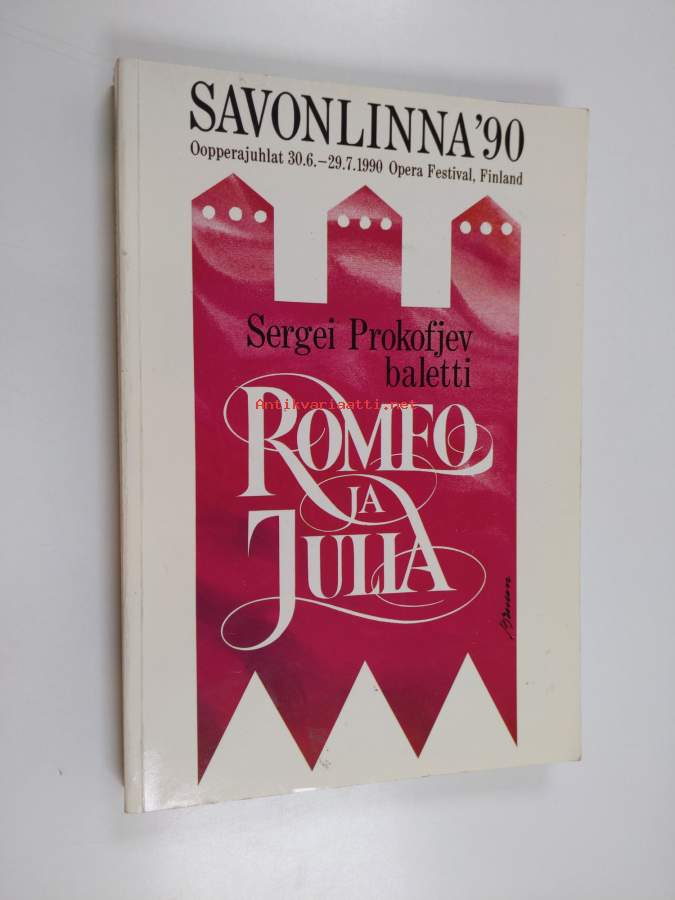 SAVONLINNA '90
Oopperajuhlat 30.6.–29.7.1990 Opera Festival, Finland
Sergei Prokofjev
baletti
Antikvariaatti.net
ROMEO
JA
JULIA